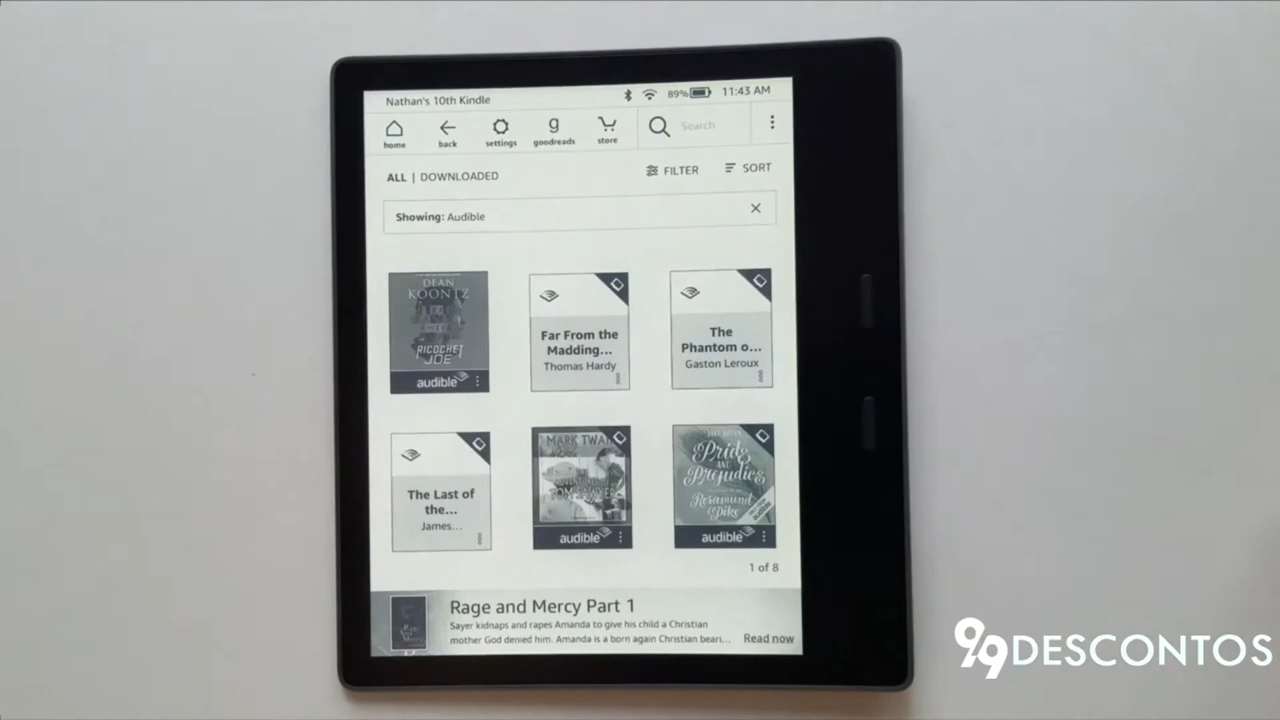 Nathan's 10th Kindle
89%
11:43 AM
home
back
settings
goodreads
store
Search
ALL | DOWNLOADED
FILTER
SORT
Showing: Audible
DEAN
KOONTZ
RICOCHET
JOE
audible
Far From the
Madding...
Thomas Hardy
The
Phantom o...
Gaston Leroux
The Last of
the...
James...
MARK TWAIN
TOM SAWYER
audible
Pride
AND
Prejudice
Rosamund
Pike
audible
1 of 8
Rage and Mercy Part 1
Sayer kidnaps and rapes Amanda to give his child a Christian
mother God denied him. Amanda is a born again Christian beari...
Read now
99DESCONTOS